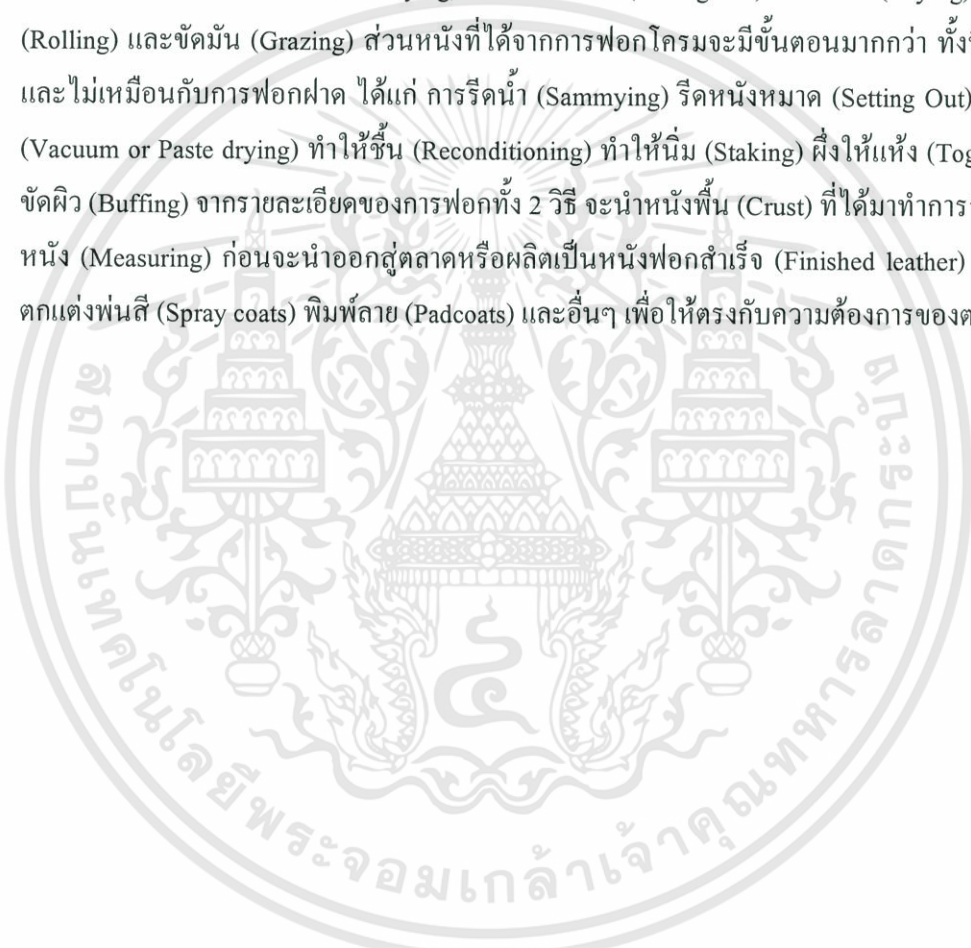 (Rolling) และขัดมัน (Grazing) ส่วนหนังที่ได้จากการฟอกโครมจะมีขั้นตอนมากกว่า
และไม่เหมือนกับการฟอกฝาด ได้แก่ การรีดน้ำ (Sammying) รีดหนังหมาด (Setting Out)
(Vacuum or Paste drying) ทำให้ชื้น (Reconditioning) ทำให้นิ่ม (Staking) ผึ่งให้แห้ง
ขัดผิว (Buffing) จากรายละเอียดของการฟอกทั้ง 2 วิธี จะนำหนังพื้น (Crust) ที่ได้มาทำการ
หนัง (Measuring) ก่อนจะนำออกสู่ตลาดหรือผลิตเป็นหนังฟอกสำเร็จ (Finished leather)
ตกแต่งพ่นสี (Spray coats) พิมพ์ลาย (Padcoats) และอื่นๆ เพื่อให้ตรงกับความต้องการของ
สถาบันเทคโนโลยีพระจอมเกล้าเจ้าคุณทหารลาดกระบัง